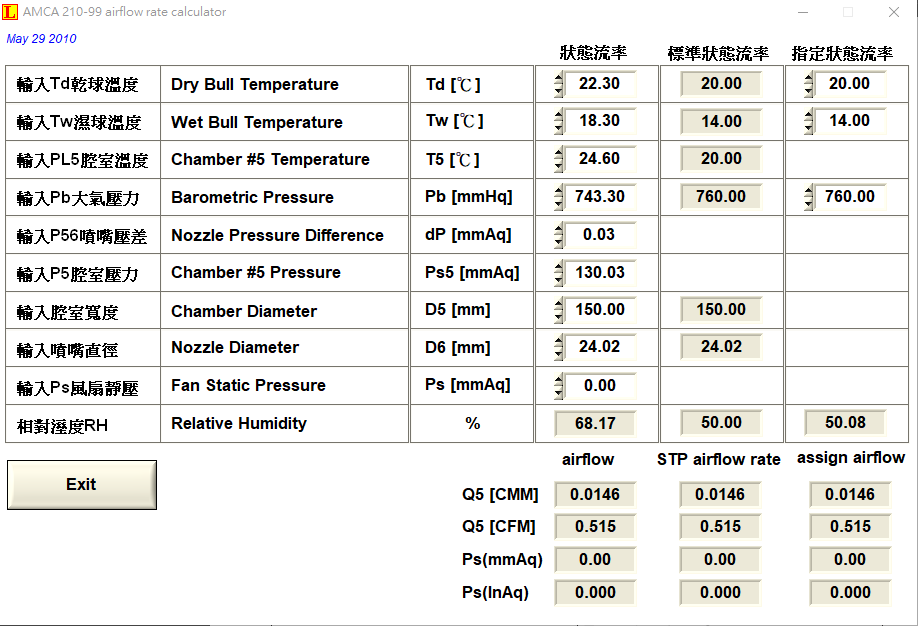 L AMCA 210-99 airflow rate calculator
May 29 2010
狀態流率 標準狀態流率 指定狀態流率
輸入Td乾球溫度 Dry Bull Temperature Td [℃] 22.30 20.00 20.00
輸入Tw濕球溫度 Wet Bull Temperature Tw [℃] 18.30 14.00 14.00
輸入PL5腔室溫度 Chamber #5 Temperature T5 [℃] 24.60 20.00
輸入Pb大氣壓力 Barometric Pressure Pb [mmHq] 743.30 760.00 760.00
輸入P56噴嘴壓差 Nozzle Pressure Difference dP [mmAq] 0.03
輸入P5腔室壓力 Chamber #5 Pressure Ps5 [mmAq] 130.03
輸入腔室寬度 Chamber Diameter D5 [mm] 150.00 150.00
輸入噴嘴直徑 Nozzle Diameter D6 [mm] 24.02 24.02
輸入Ps風扇靜壓 Fan Static Pressure Ps [mmAq] 0.00
相對溼度RH Relative Humidity % 68.17 50.00 50.08
airflow STP airflow rate assign airflow
Exit
Q5 [CMM] 0.0146 0.0146 0.0146
Q5 [CFM] 0.515 0.515 0.515
Ps(mmAq) 0.00 0.00 0.00
Ps(InAq) 0.000 0.000 0.000